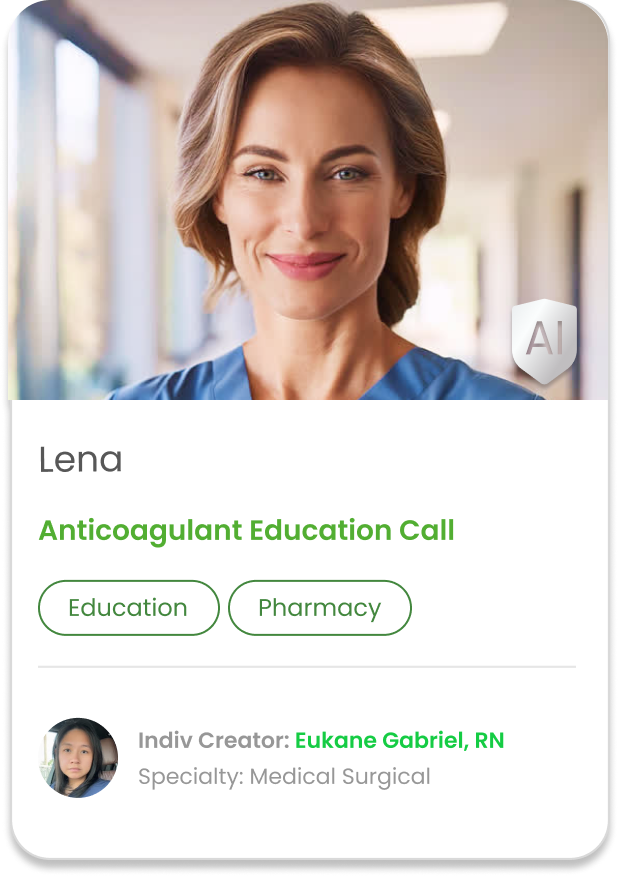 AI
Lena
Anticoagulant Education Call
Education Pharmacy
Indiv Creator: Eukane Gabriel, RN
Specialty: Medical Surgical